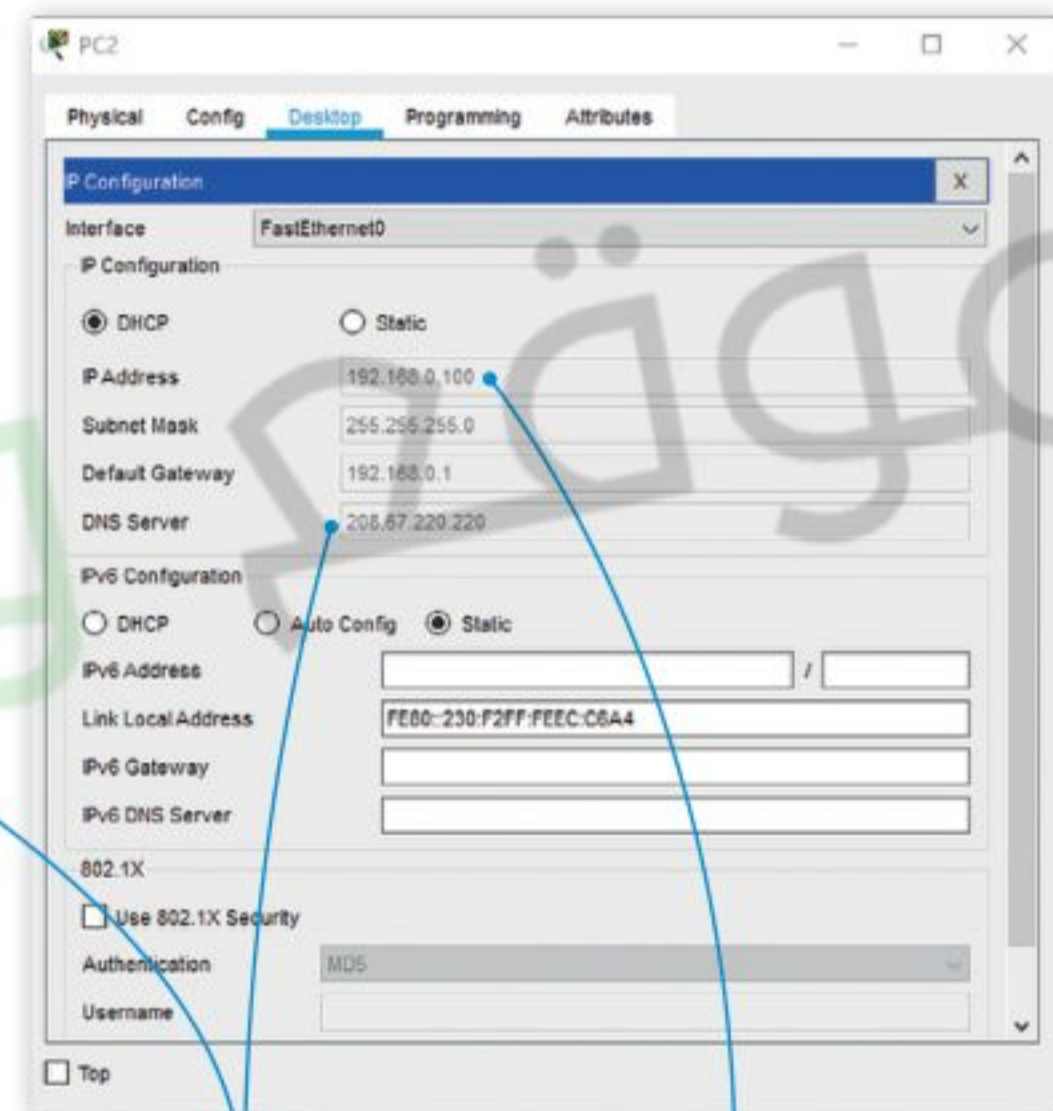 PC2
Physical Config Desktop Programming Attributes
IP Configuration X
Interface FastEthernet0
IP Configuration
DHCP Static
IP Address 192.168.0.100
Subnet Mask 255.255.255.0
Default Gateway 192.168.0.1
DNS Server 208.67.220.220
IPv6 Configuration
DHCP Auto Config Static
IPv6 Address /
Link Local Address FE80::230:F2FF:FEEC:C6A4
IPv6 Gateway
IPv6 DNS Server
802.1X
Use 802.1X Security
Authentication MD5
Username
Top